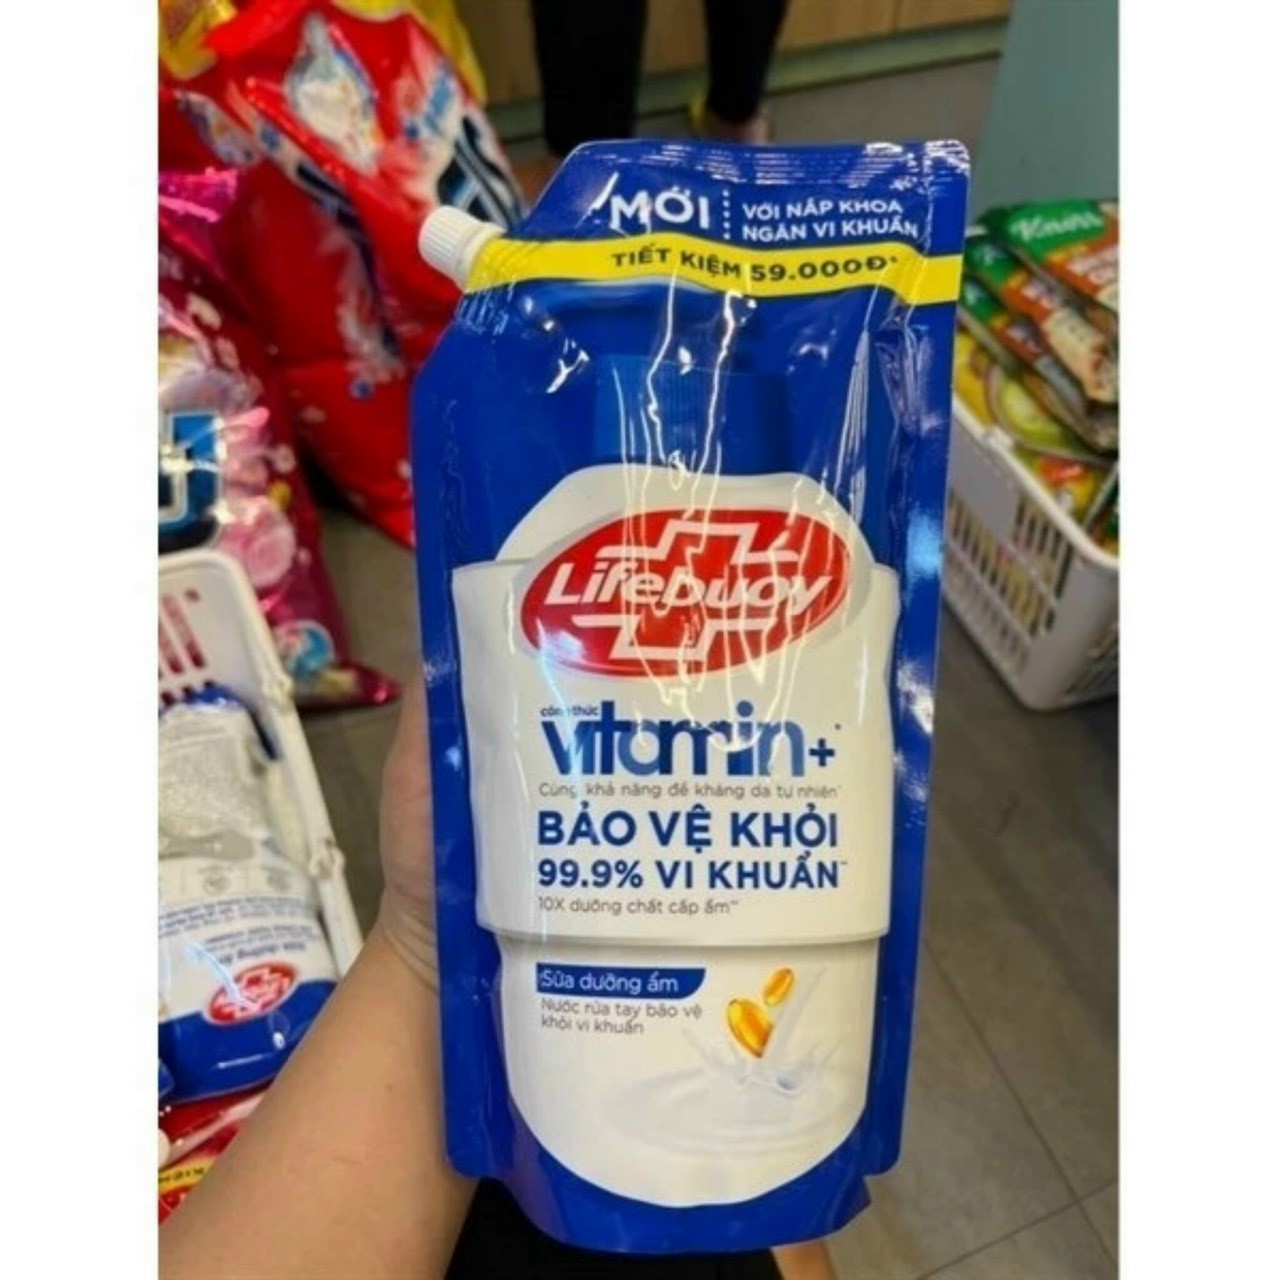 MỚI
VỚI NẮP KHOÁ
NGĂN VI KHUẨN
TIẾT KIỆM 59.000Đ*
Lifebuoy
công thức
vitamin+*
Cùng khả năng đề kháng da tự nhiên*
BẢO VỆ KHỎI
99.9% VI KHUẨN**
10X dưỡng chất cấp ẩm**
Sữa dưỡng ẩm
Nước rửa tay bảo vệ
khỏi vi khuẩn
Knorr